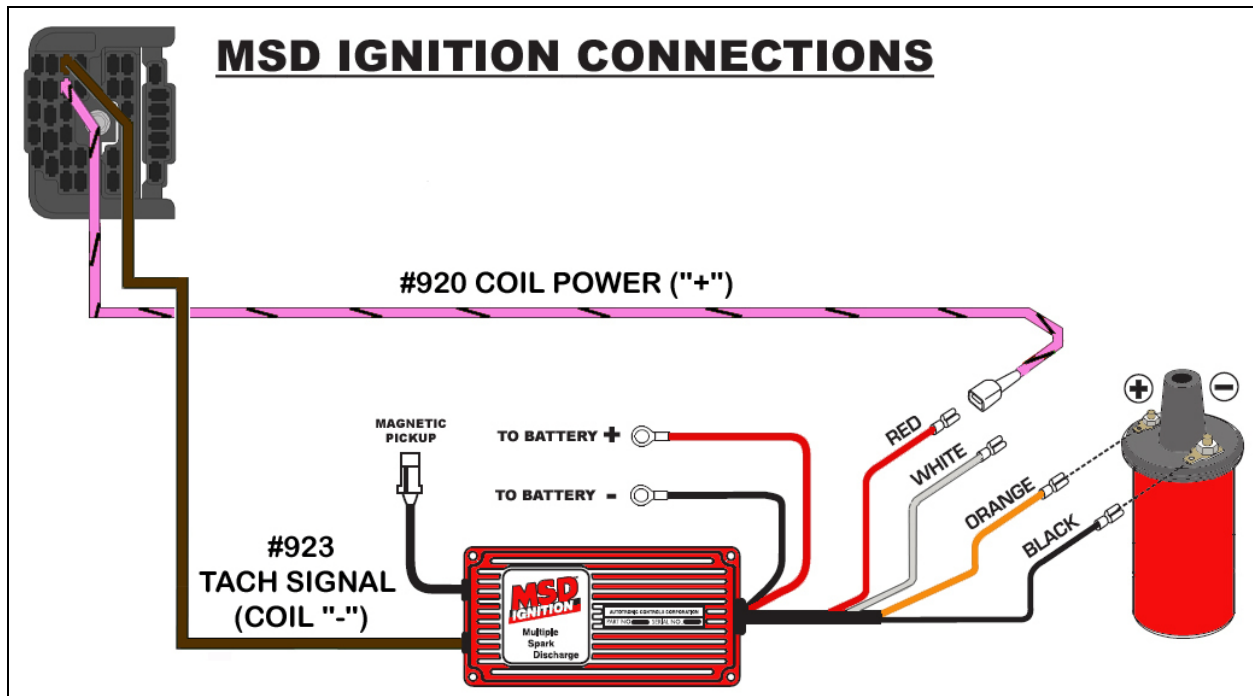 MSD IGNITION CONNECTIONS
#920 COIL POWER ("+")
MAGNETIC
PICKUP
TO BATTERY +
TO BATTERY -
RED
WHITE
ORANGE
BLACK
+
-
#923
TACH SIGNAL
(COIL "-")
MSD
IGNITION
Multiple
Spark
Discharge
AUTOTRONIC CONTROLS CORPORATION
PART NO. SERIAL NO.